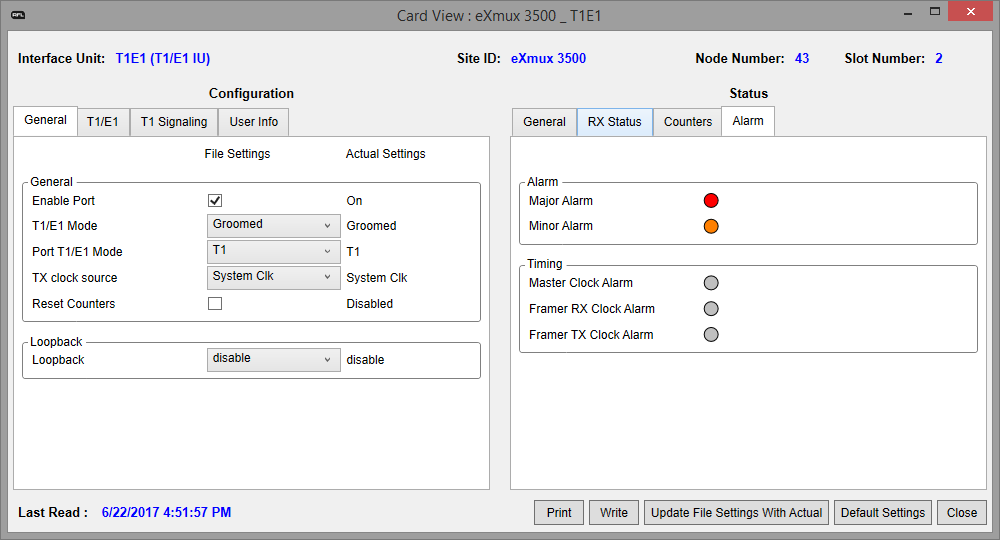 AFL
Card View : eXmux 3500 _ T1E1
Interface Unit: T1E1 (T1/E1 IU) Site ID: eXmux 3500 Node Number: 43 Slot Number: 2
Configuration
General T1/E1 T1 Signaling User Info
File Settings Actual Settings
General
Enable Port On
T1/E1 Mode Groomed Groomed
Port T1/E1 Mode T1 T1
TX clock source System Clk System Clk
Reset Counters Disabled
Loopback
Loopback disable disable
Status
General RX Status Counters Alarm
Alarm
Major Alarm
Minor Alarm
Timing
Master Clock Alarm
Framer RX Clock Alarm
Framer TX Clock Alarm
Last Read : 6/22/2017 4:51:57 PM
Print Write Update File Settings With Actual Default Settings Close